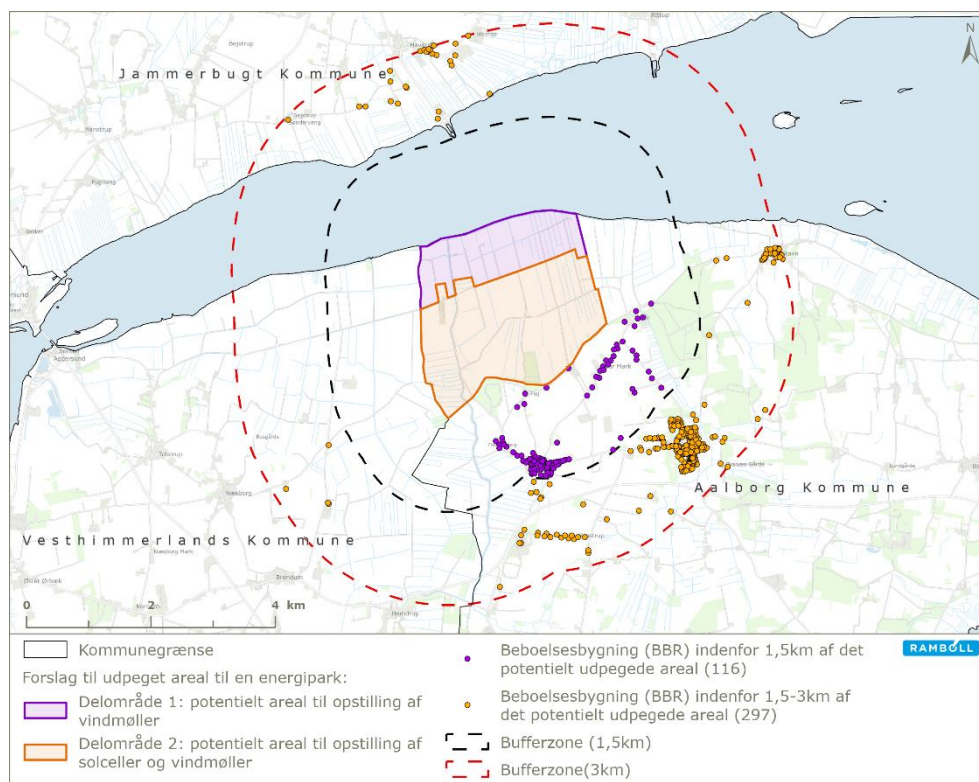 N
Jammerbugt Kommune
Aalborg Kommune
Vesthimmerlands Kommune
0 2 4 km
Kommunegrænse
Forslag til udpeget areal til en energipark:
Delområde 1: potentielt areal til opstilling af
vindmøller
Delområde 2: potentielt areal til opstilling af
solceller og vindmøller
Beboelsesbygning (BBR) indenfor 1,5km af det
potentielt udpegede areal (116)
Beboelsesbygning (BBR) indenfor 1,5-3km af
det potentielt udpegede areal (297)
Bufferzone (1,5km)
Bufferzone(3km)
RAMBOLL